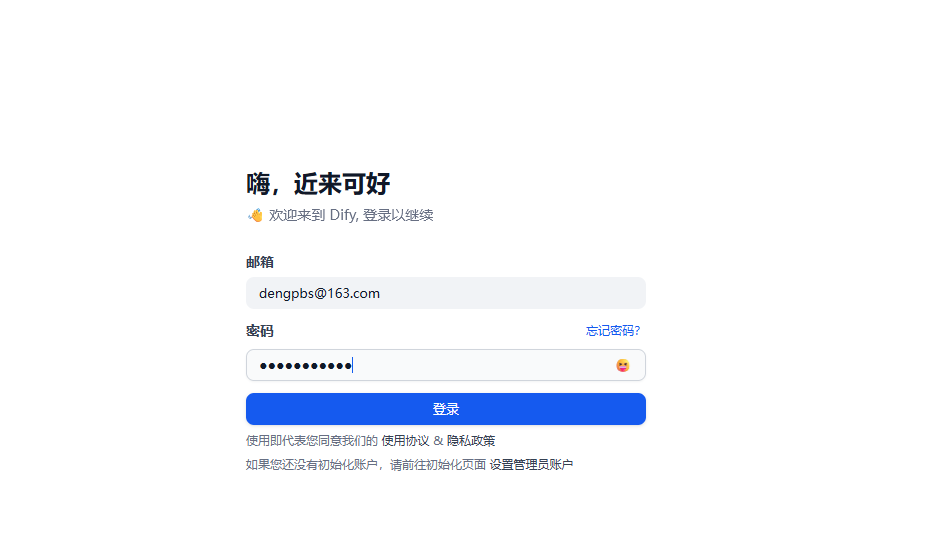 嗨，近来可好
👋 欢迎来到 Dify, 登录以继续
邮箱
dengpbs@163.com
密码 忘记密码？
●●●●●●●●●●●
登录
使用即代表您同意我们的 使用协议 & 隐私政策
如果您还没有初始化账户，请前往初始化页面 设置管理员账户